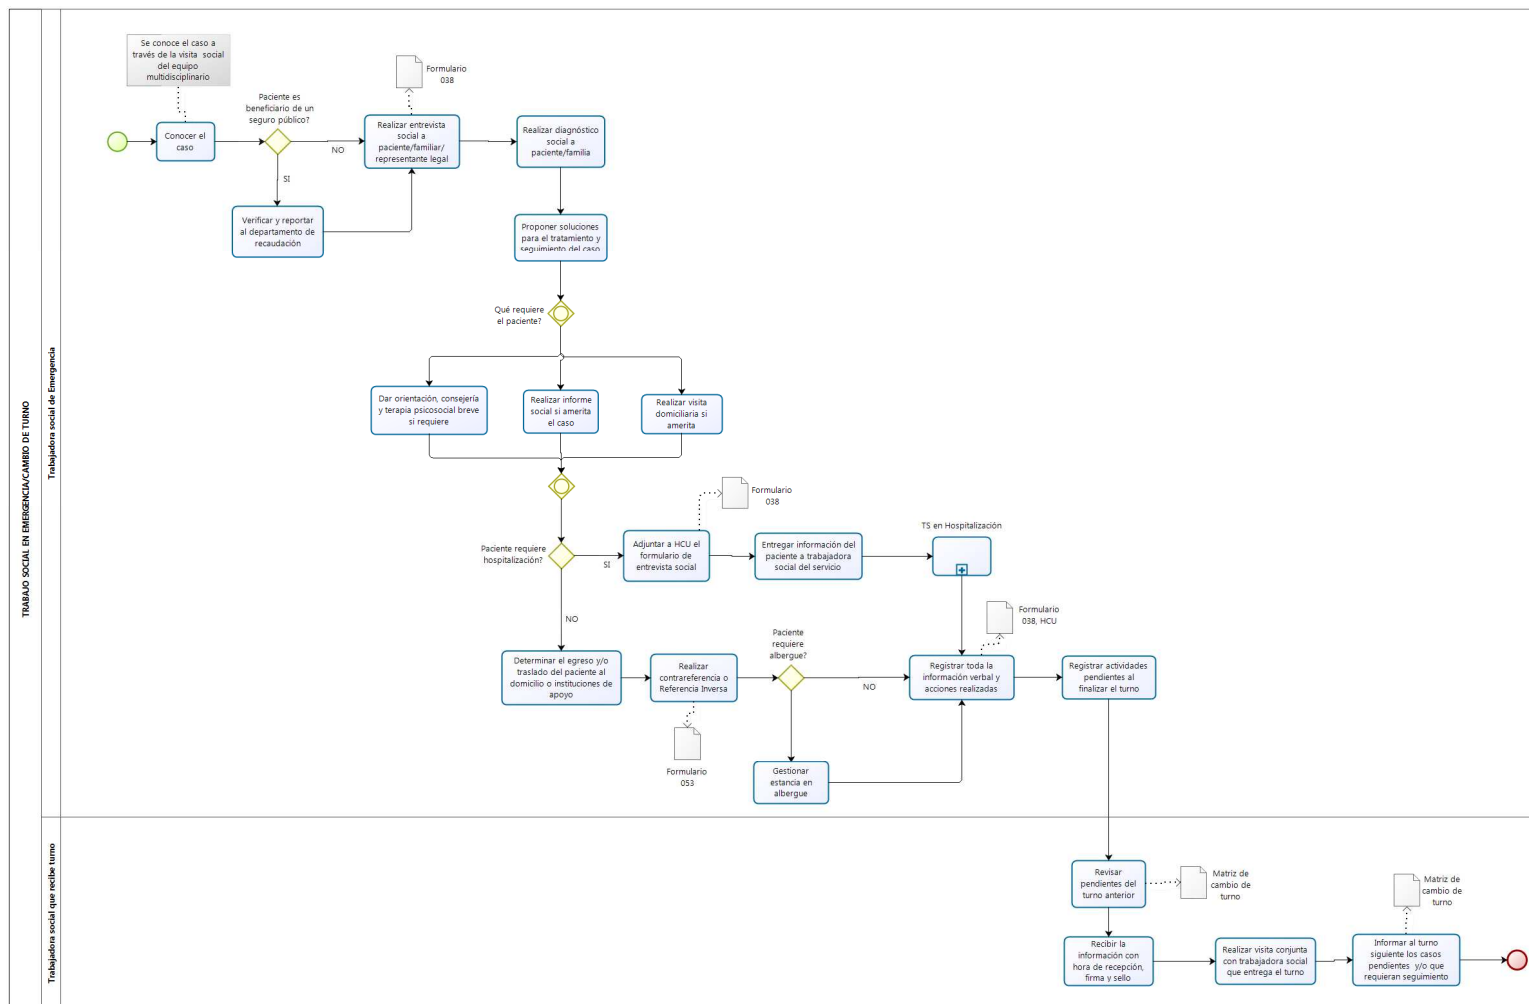 TRABAJO SOCIAL EN EMERGENCIA/CAMBIO DE TURNO
Trabajadora social de Emergencia
Se conoce el caso a
través de la visita social
del equipo
multidisciplinario
Conocer el
caso
Paciente es
beneficiario de un
seguro público?
NO
SI
Verificar y reportar
al departamento de
recaudación
Formulario
038
Realizar entrevista
social a
paciente/familiar/
representante legal
Realizar diagnóstico
social a
paciente/familia
Proponer soluciones
para el tratamiento y
seguimiento del caso
Qué requiere
el paciente?
Dar orientación, consejería
y terapia psicosocial breve
si requiere
Realizar informe
social si amerita
el caso
Realizar visita
domiciliaria si
amerita
Paciente requiere
hospitalización?
SI
NO
Formulario
038
Adjuntar a HCU el
formulario de
entrevista social
Entregar información del
paciente a trabajadora
social del servicio
TS en Hospitalización
Determinar el egreso y/o
traslado del paciente al
domicilio o instituciones de
apoyo
Realizar
contrareferencia o
Referencia Inversa
Formulario
053
Paciente
requiere
albergue?
NO
Gestionar
estancia en
albergue
Formulario
038, HCU
Registrar toda la
información verbal y
acciones realizadas
Registrar actividades
pendientes al
finalizar el turno
Trabajadora social que recibe turno
Revisar
pendientes del
turno anterior
Matriz de
cambio de
turno
Recibir la
información con
hora de recepción,
firma y sello
Realizar visita conjunta
con trabajadora social
que entrega el turno
Matriz de
cambio de
turno
Informar al turno
siguiente los casos
pendientes y/o que
requieran seguimiento